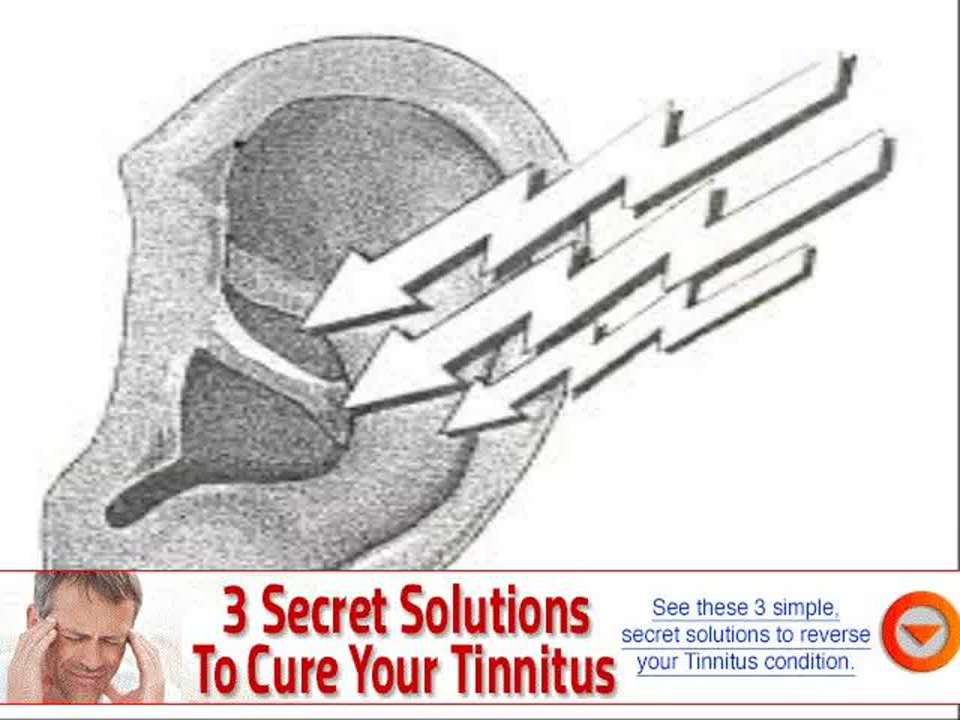 3 Secret Solutions
To Cure Your Tinnitus
See these 3 simple,
secret solutions to reverse
your Tinnitus condition.